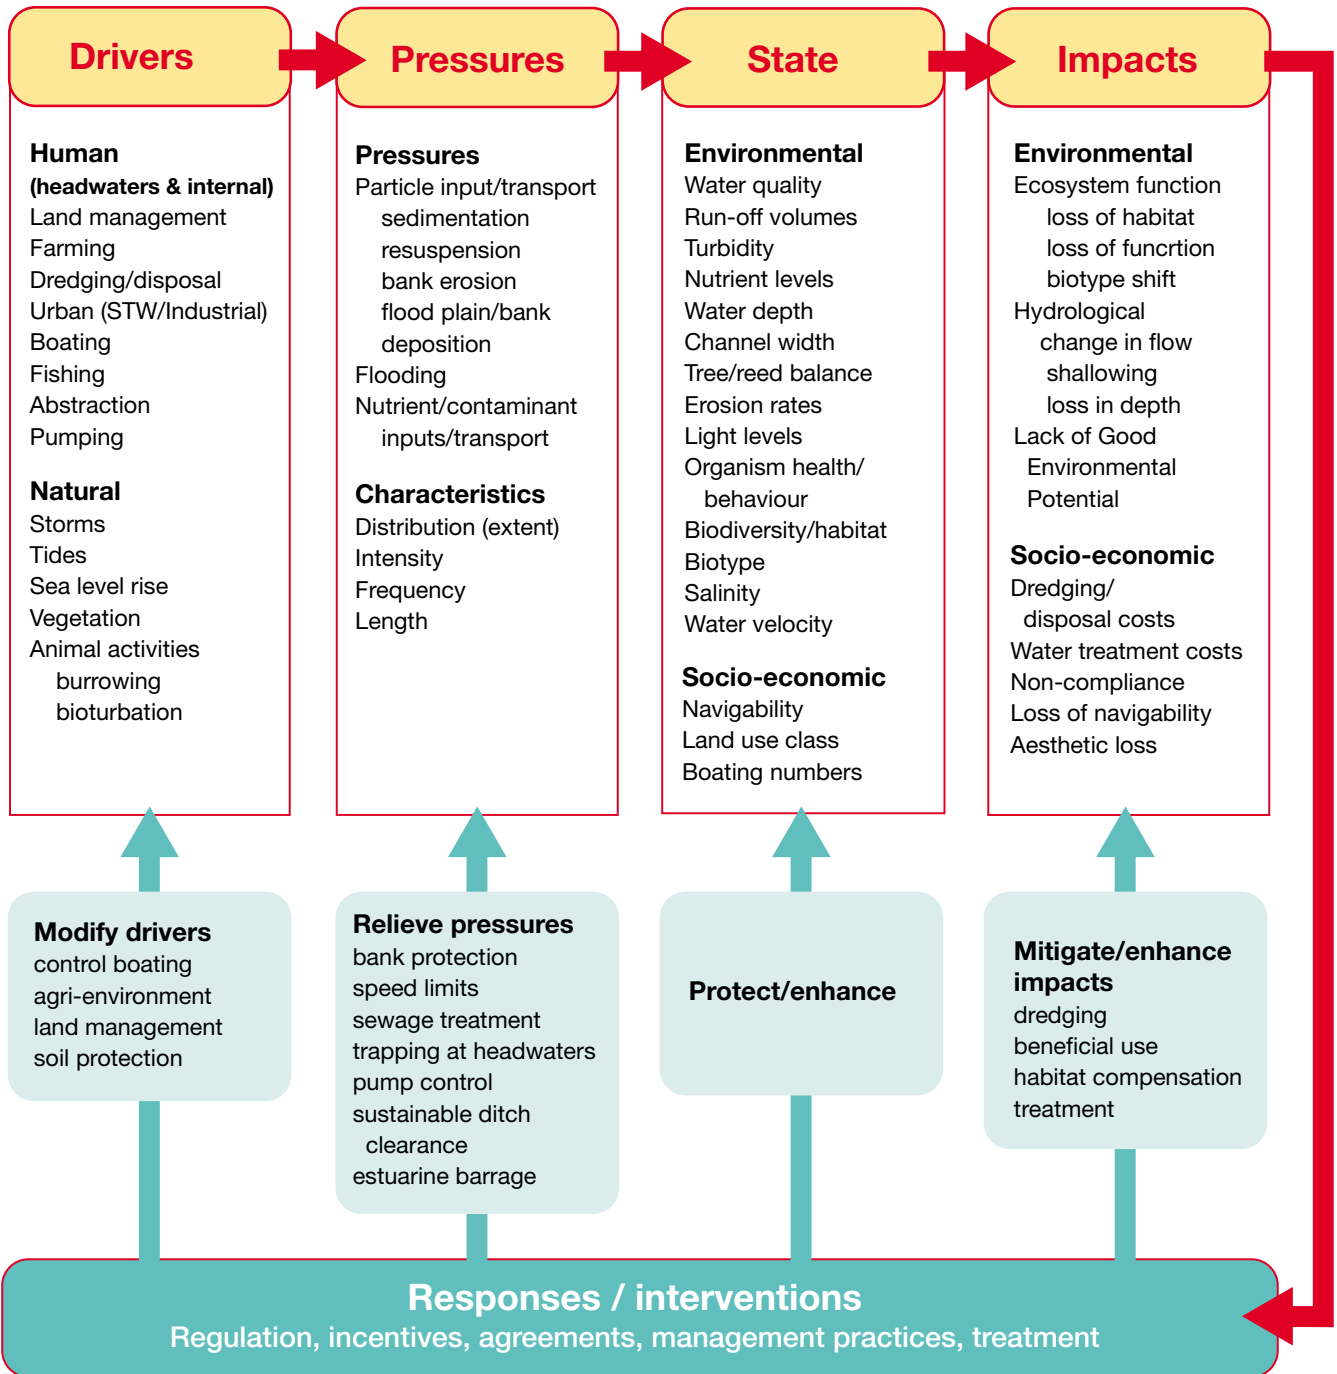 Drivers
Pressures
State
Impacts
Human
(headwaters & internal)
Land management
Farming
Dredging/disposal
Urban (STW/Industrial)
Boating
Fishing
Abstraction
Pumping
Natural
Storms
Tides
Sea level rise
Vegetation
Animal activities
burrowing
bioturbation
Pressures
Particle input/transport
sedimentation
resuspension
bank erosion
flood plain/bank
deposition
Flooding
Nutrient/contaminant
inputs/transport
Characteristics
Distribution (extent)
Intensity
Frequency
Length
Environmental
Water quality
Run-off volumes
Turbidity
Nutrient levels
Water depth
Channel width
Tree/reed balance
Erosion rates
Light levels
Organism health/
behaviour
Biodiversity/habitat
Biotype
Salinity
Water velocity
Socio-economic
Navigability
Land use class
Boating numbers
Environmental
Ecosystem function
loss of habitat
loss of funcrtion
biotype shift
Hydrological
change in flow
shallowing
loss in depth
Lack of Good
Environmental
Potential
Socio-economic
Dredging/
disposal costs
Water treatment costs
Non-compliance
Loss of navigability
Aesthetic loss
Modify drivers
control boating
agri-environment
land management
soil protection
Relieve pressures
bank protection
speed limits
sewage treatment
trapping at headwaters
pump control
sustainable ditch
clearance
estuarine barrage
Protect/enhance
Mitigate/enhance
impacts
dredging
beneficial use
habitat compensation
treatment
Responses / interventions
Regulation, incentives, agreements, management practices, treatment